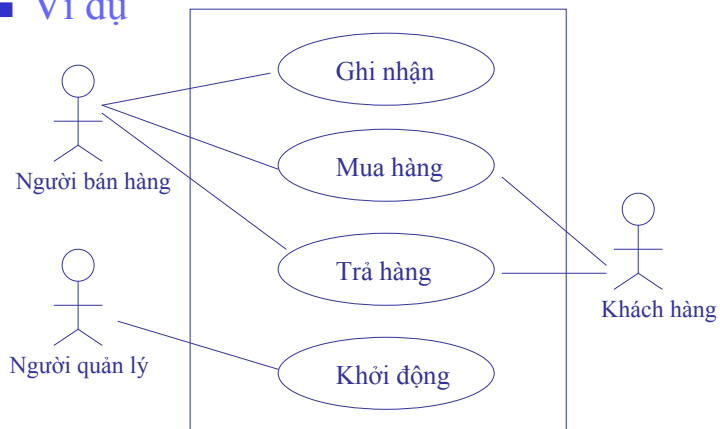 Ví dụ
Ghi nhận
Mua hàng
Người bán hàng
Trả hàng
Khách hàng
Người quản lý
Khởi động